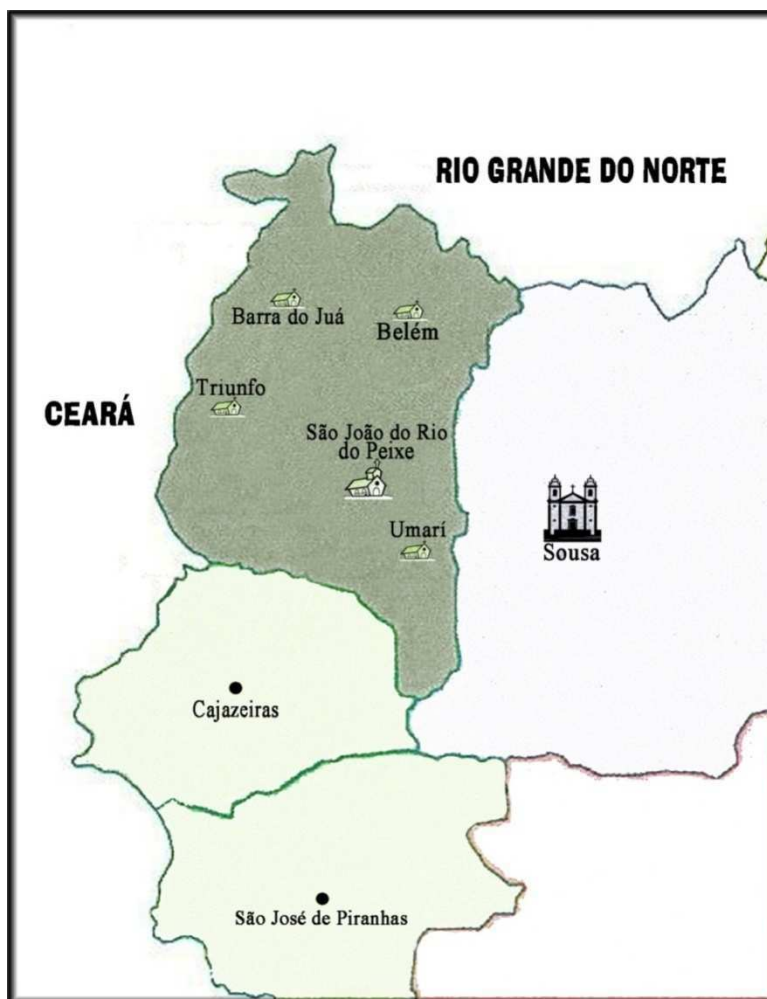 RIO GRANDE DO NORTE
Barra do Juá
Belém
Triunfo
CEARÁ
São João do Rio
do Peixe
Umarí
Sousa
Cajazeiras
São José de Piranhas